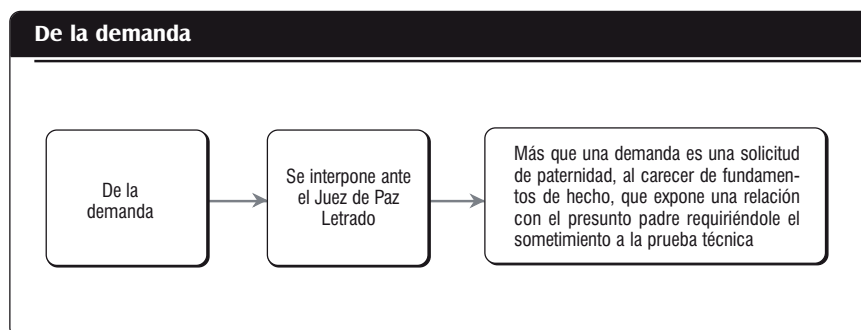 De la demanda
De la
demanda
Se interpone ante
el Juez de Paz
Letrado
Más que una demanda es una solicitud
de paternidad, al carecer de fundamen-
tos de hecho, que expone una relación
con el presunto padre requiriéndole el
sometimiento a la prueba técnica